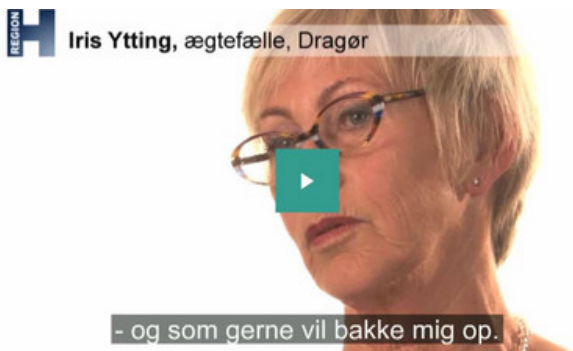 REGION H
Iris Ytting, ægtefælle, Dragør
- og som gerne vil bakke mig op.